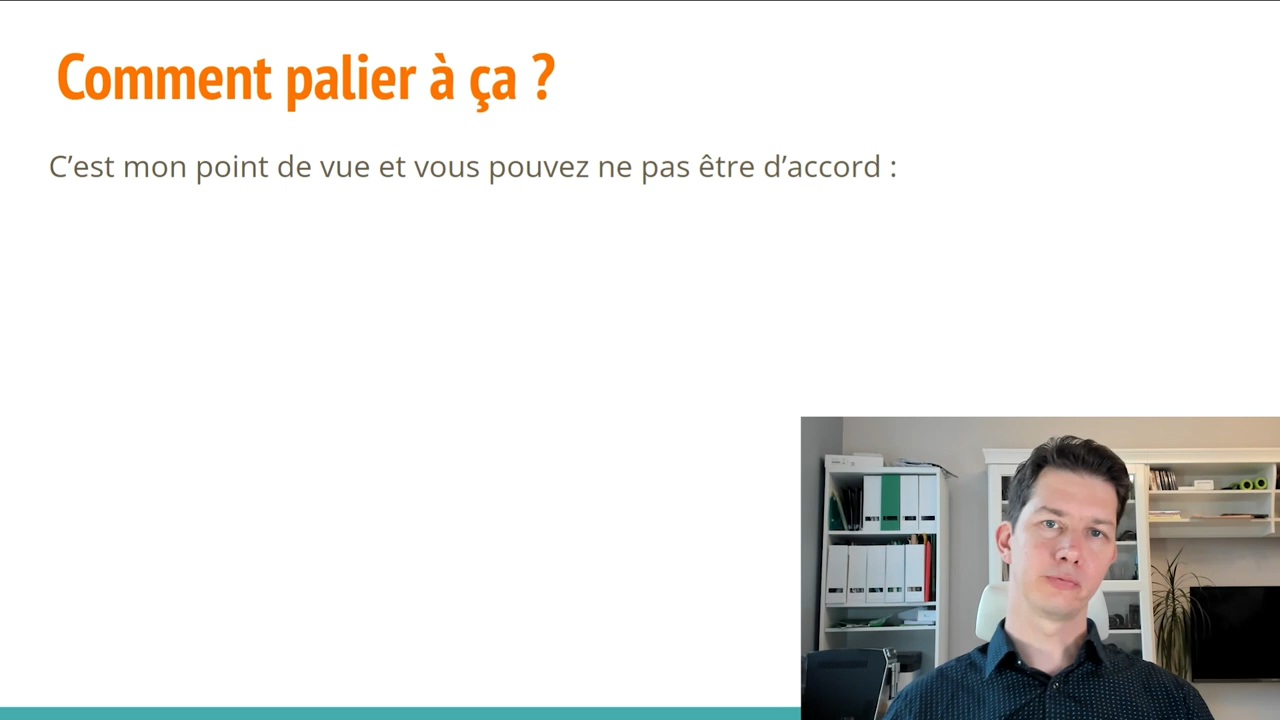 Comment palier à ça ?
C’est mon point de vue et vous pouvez ne pas être d’accord :